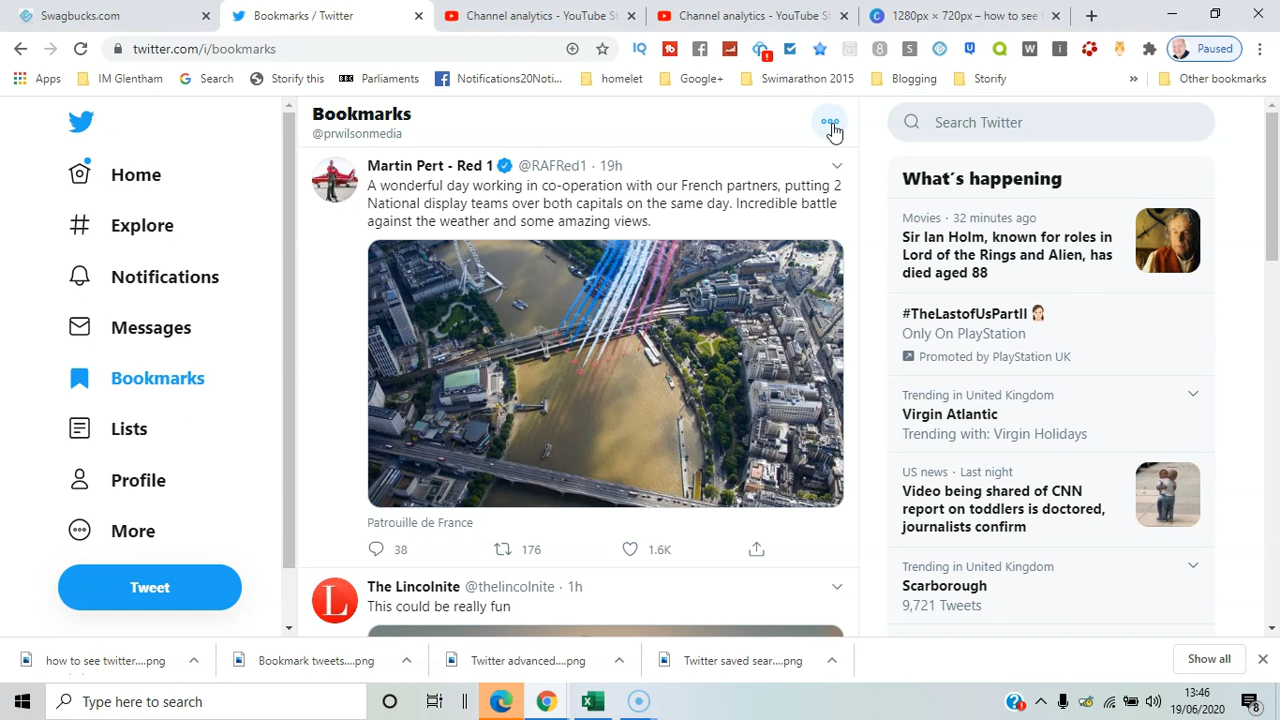 Swagbucks.com
Bookmarks / Twitter
Channel analytics - YouTube St
Channel analytics - YouTube St
1280px × 720px – how to see t
twitter.com/i/bookmarks
Paused
Apps
IM Glentham
Search
Storify this
Parliaments
Notifications20Noti...
homelet
Google+
Swimarathon 2015
Blogging
Storify
Other bookmarks
Home
Explore
Notifications
Messages
Bookmarks
Lists
Profile
More
Tweet
Bookmarks
@prwilsonmedia
Martin Pert - Red 1 @RAFRed1 · 19h
A wonderful day working in co-operation with our French partners, putting 2
National display teams over both capitals on the same day. Incredible battle
against the weather and some amazing views.
Patrouille de France
38
176
1.6K
The Lincolnite @thelincolnite · 1h
This could be really fun
Search Twitter
What's happening
Movies · 32 minutes ago
Sir Ian Holm, known for roles in
Lord of the Rings and Alien, has
died aged 88
#TheLastofUsPartII
Only On PlayStation
Promoted by PlayStation UK
Trending in United Kingdom
Virgin Atlantic
Trending with: Virgin Holidays
US news · Last night
Video being shared of CNN
report on toddlers is doctored,
journalists confirm
Trending in United Kingdom
Scarborough
9,721 Tweets
how to see twitter....png
Bookmark tweets....png
Twitter advanced....png
Twitter saved sear....png
Show all
Type here to search
13:46
19/06/2020
8